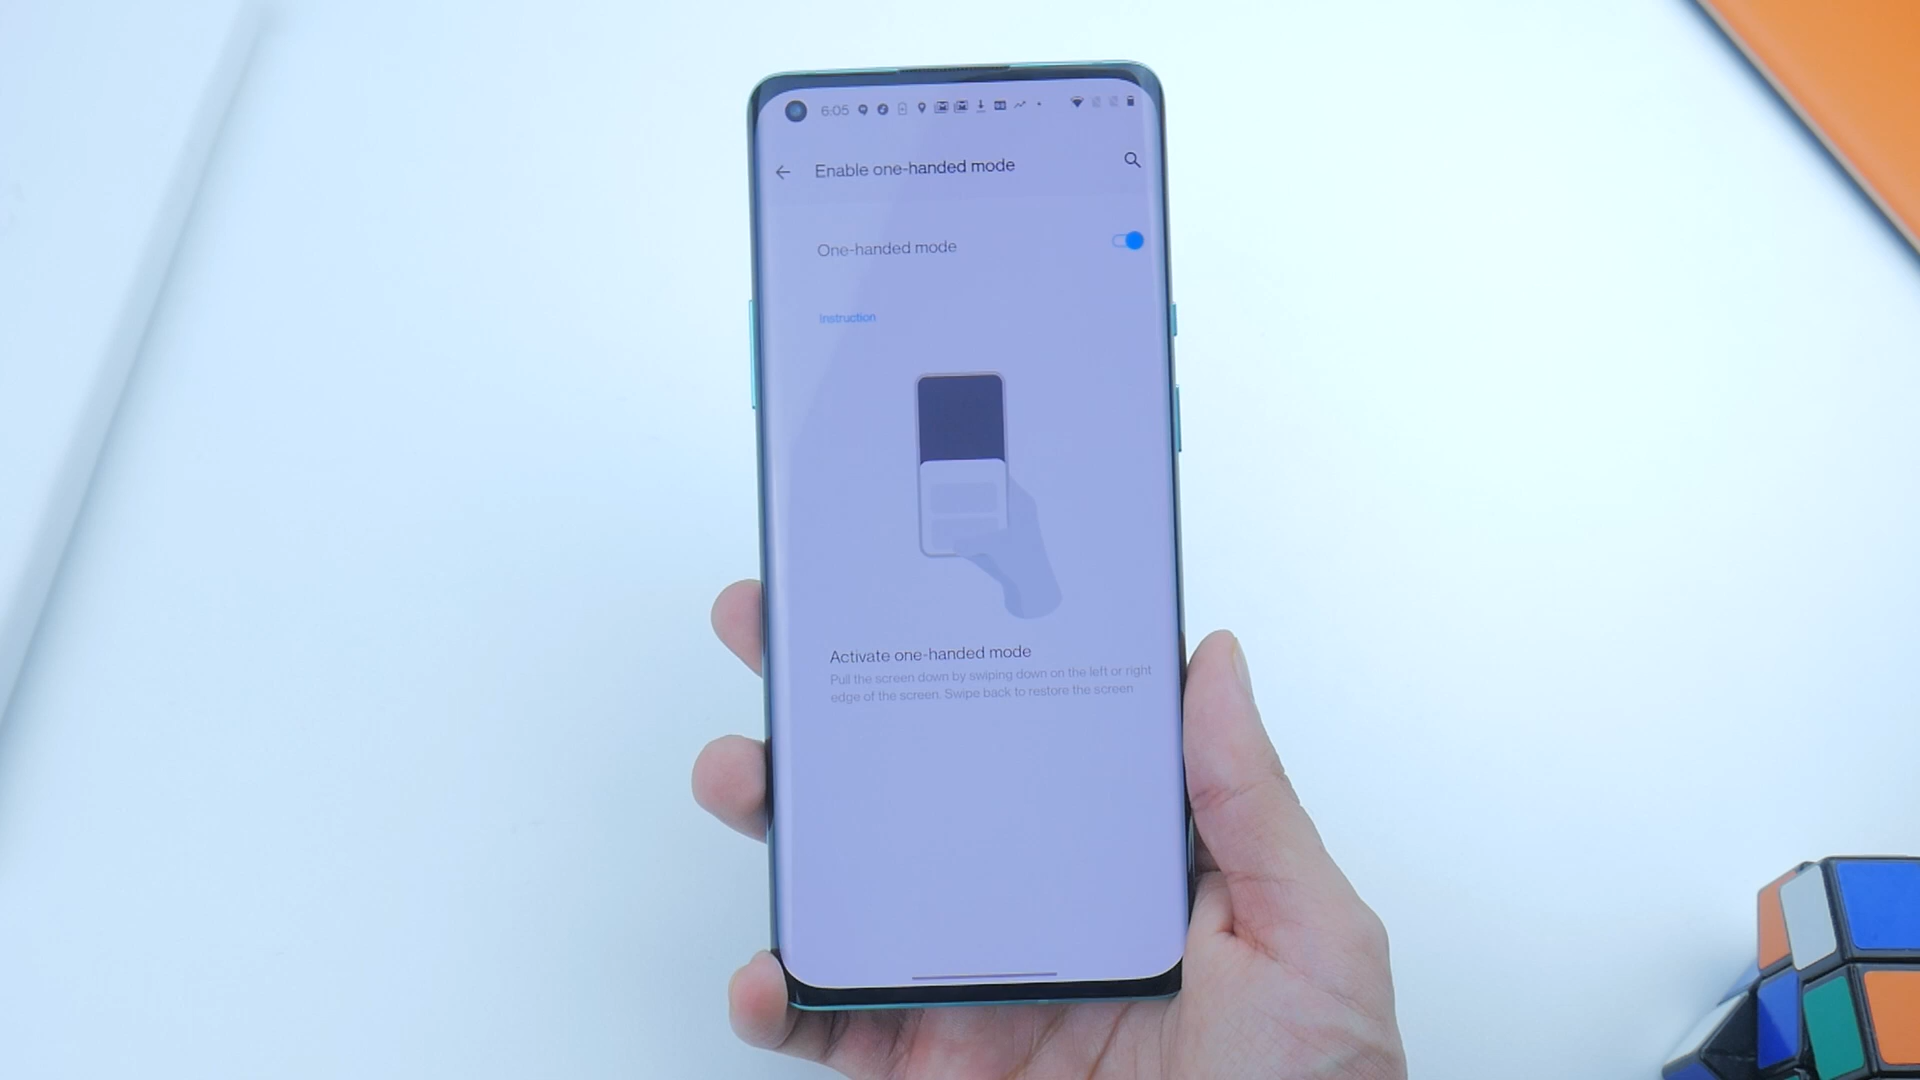 6:05
Enable one-handed mode
One-handed mode
Instruction
Activate one-handed mode
Pull the screen down by swiping down on the left or right
edge of the screen. Swipe back to restore the screen